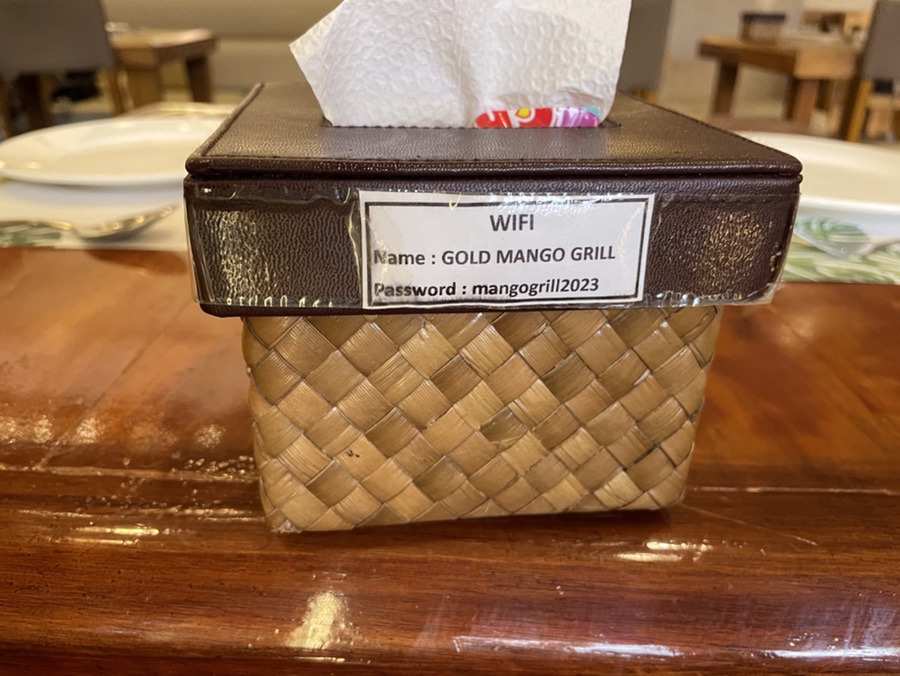 WIFI
Name : GOLD MANGO GRILL
Password : mangogrill2023